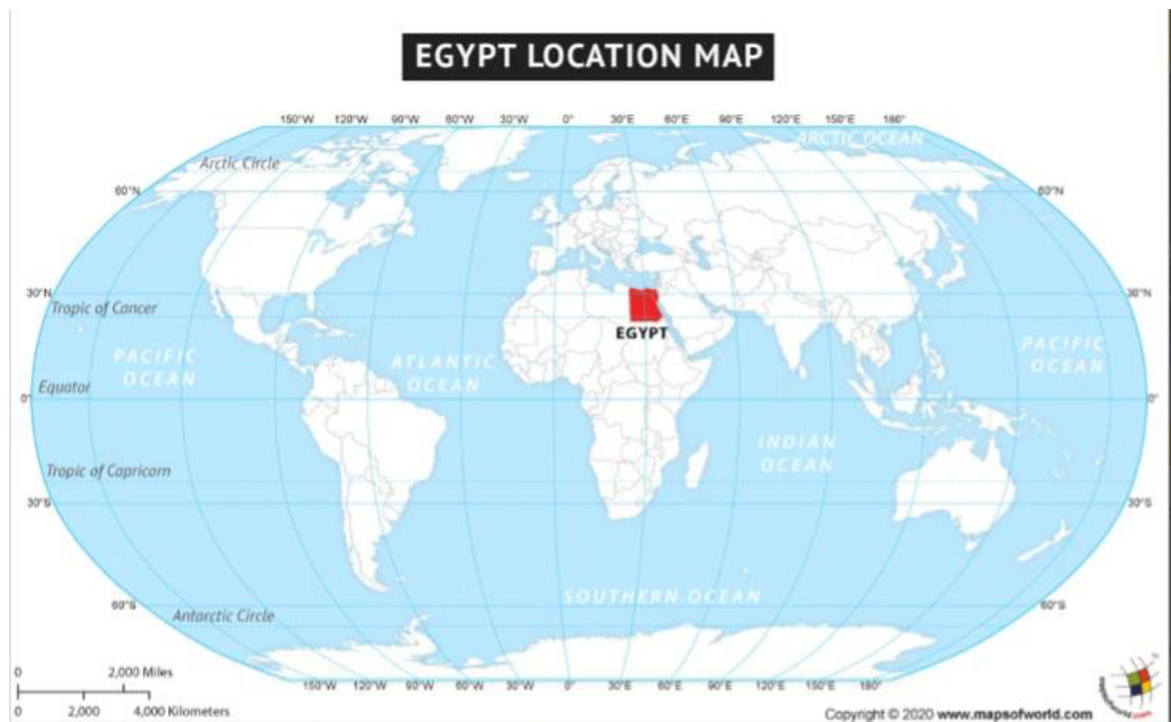 EGYPT LOCATION MAP
150°W 120°W 90°W 60°W 30°W 0° 30°E 60°E 90°E 120°E 150°E 180°
ARCTIC OCEAN
Arctic Circle
60°N 60°N
30°N 30°N
Tropic of Cancer
EGYPT
PACIFIC
OCEAN
ATLANTIC
OCEAN
PACIFIC
OCEAN
Equator
0° 0°
INDIAN
OCEAN
Tropic of Capricorn
30°S 30°S
SOUTHERN OCEAN
60°S 60°S
Antarctic Circle
0 2,000 Miles
0 2,000 4,000 Kilometers
150°W 120°W 90°W 60°W 30°W 0° 30°E 60°E 90°E 120°E 150°E 180°
mapsofworld.com
Copyright © 2020 www.mapsofworld.com